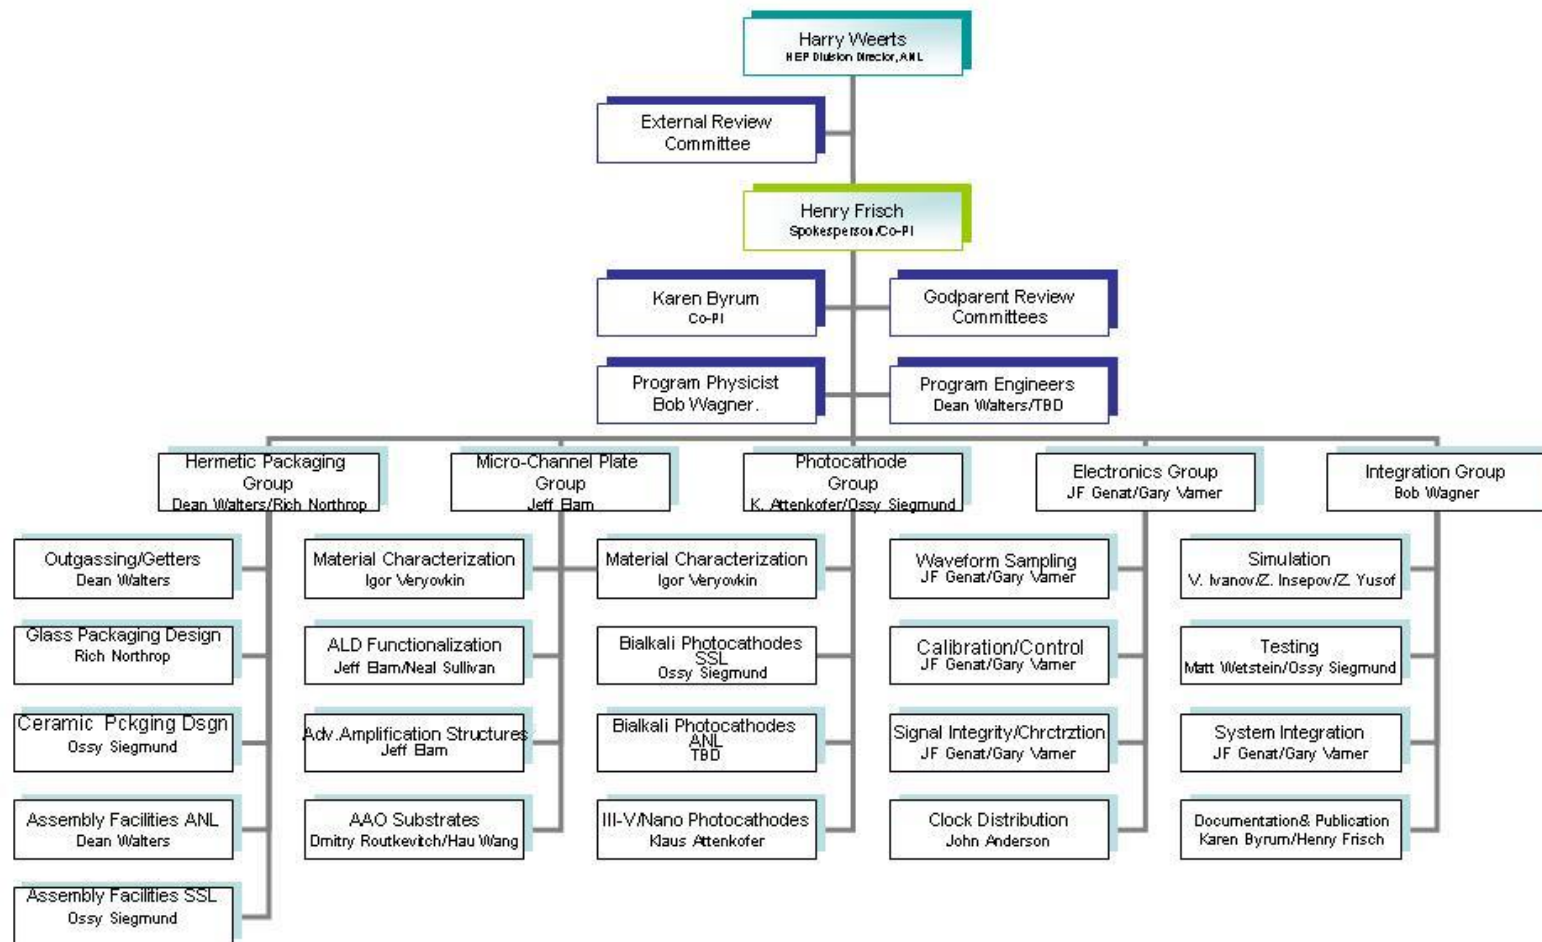 Harry Weerts
HEP Division Director, ANL
External Review
Committee
Henry Frisch
Spokesperson/Co-PI
Karen Byrum
Co-PI
Godparent Review
Committees
Program Physicist
Bob Wagner.
Program Engineers
Dean Walters/TBD
Hermetic Packaging
Group
Dean Walters/Rich Northrop
Micro-Channel Plate
Group
Jeff Elam
Photocathode
Group
K. Attenkofer/Ossy Siegmund
Electronics Group
JF Genat/Gary Varner
Integration Group
Bob Wagner
Outgassing/Getters
Dean Walters
Material Characterization
Igor Veryovkin
Material Characterization
Igor Veryovkin
Waveform Sampling
JF Genat/Gary Varner
Simulation
V. Ivanov/Z. Insepov/Z. Yusof
Glass Packaging Design
Rich Northrop
ALD Functionalization
Jeff Elam/Neal Sullivan
Bialkali Photocathodes
SSL
Ossy Siegmund
Calibration/Control
JF Genat/Gary Varner
Testing
Matt Wetstein/Ossy Siegmund
Ceramic Pckging Dsgn
Ossy Siegmund
Adv.Amplification Structures
Jeff Elam
Bialkali Photocathodes
ANL
TBD
Signal Integrity/Chrctrztion
JF Genat/Gary Varner
System Integration
JF Genat/Gary Varner
Assembly Facilities ANL
Dean Walters
AAO Substrates
Dmitry Routkevitch/Hau Wang
III-V/Nano Photocathodes
Klaus Attenkofer
Clock Distribution
John Anderson
Documentation& Publication
Karen Byrum/Henry Frisch
Assembly Facilities SSL
Ossy Siegmund